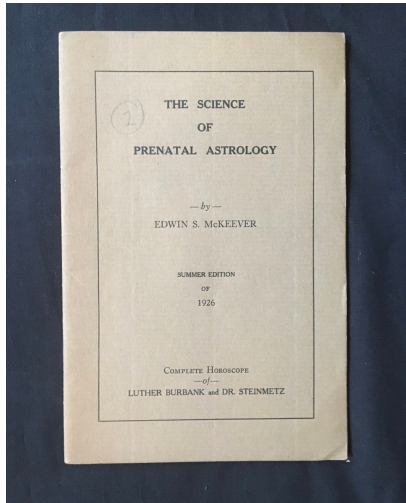 2
THE SCIENCE
OF
PRENATAL ASTROLOGY
— by —
EDWIN S. McKEEVER
SUMMER EDITION
OF
1926
COMPLETE HOROSCOPE
—of—
LUTHER BURBANK and DR. STEINMETZ